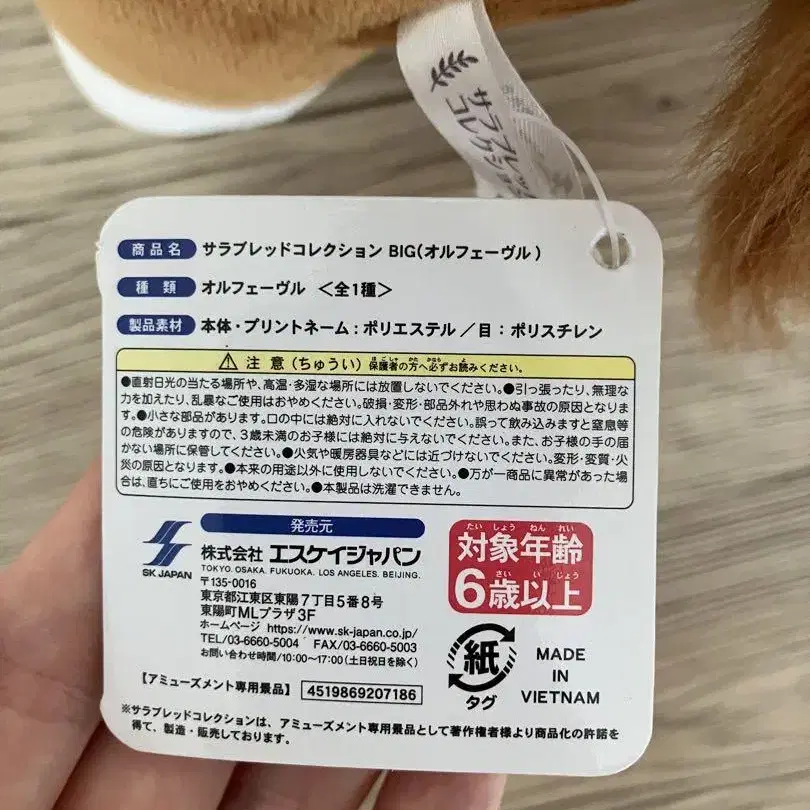 サラブレッド
コレクション
商品名 サラブレッドコレクション BIG(オルフェーヴル)
種類 オルフェーヴル <全1種>
製品素材 本体・プリントネーム:ポリエステル/目:ポリスチレン
⚠注意(ちゅうい)保護者の方へ必ずお読みください。
ほごしゃ かた かなら よ
●直射日光の当たる場所や、高温・多湿な場所には放置しないでください。●引っ張ったり、無理な
力を加えたり、乱暴なご使用はおやめください。破損・変形・部品外れや思わぬ事故の原因となりま
す。●小さな部品があります。口の中には絶対に入れないでください。誤って飲み込みますと窒息等
の危険がありますので、3歳未満のお子様には絶対に与えないでください。また、お子様の手の届
かない場所に保管してください。●火気や暖房器具などには近づけないでください。変形・変質・火
災の原因となります。●本来の用途以外に使用しないでください。●万が一商品に異常があった場
合は、直ちにご使用をおやめください。●本製品は洗濯できません。
発売元
SK JAPAN
株式会社 エスケイジャパン
TOKYO. OSAKA. FUKUOKA. LOS ANGELES. BEIJING.
〒135-0016
東京都江東区東陽7丁目5番8号
東陽町MLプラザ3F
ホームページ https://www.sk-japan.co.jp/
TEL/03-6660-5004 FAX/03-6660-5003
お問い合わせ時間/10:00〜17:00(土日祝日を除く)
たいしょうねんれい
対象年齢
さい いじょう
6歳以上
紙
タグ
MADE
IN
VIETNAM
【アミューズメント専用景品】 4519869207186
※サラブレッドコレクションは、アミューズメント専用景品として著作権者様より商品化の許諾を
得て、製造・販売しております。